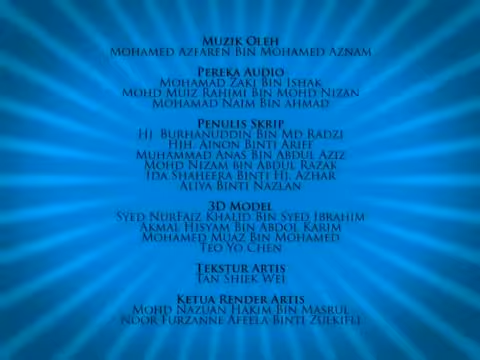 Muzik Oleh
Mohamed Azfaren Bin Mohamed Aznam
Pereka Audio
Mohamad Zaki Bin Ishak
Mohd Muiz Rahimi Bin Mohd Nizan
Mohamad Naim Bin ahmad
Penulis Skrip
Hj. Burhanuddin Bin Md Radzi
Hjh. Ainon Binti Ariff
Muhammad Anas Bin Abdul Aziz
Mohd Nizam bin Abdul Razak
Ida Shaheera Binti Hj. Azhar
Aliya Binti Nazlan
3D Model
Syed Nurfaiz Khalid Bin Syed Ibrahim
Akmal Hisyam Bin Abdol Karim
Mohamed Muaz Bin Mohamed
Teo Yo Chen
Tekstur Artis
Tan Shiek Wei
Ketua Render Artis
Mohd Nazuan Hakim Bin Masrul
Noor Furzanne Afeela Binti Zulkifli